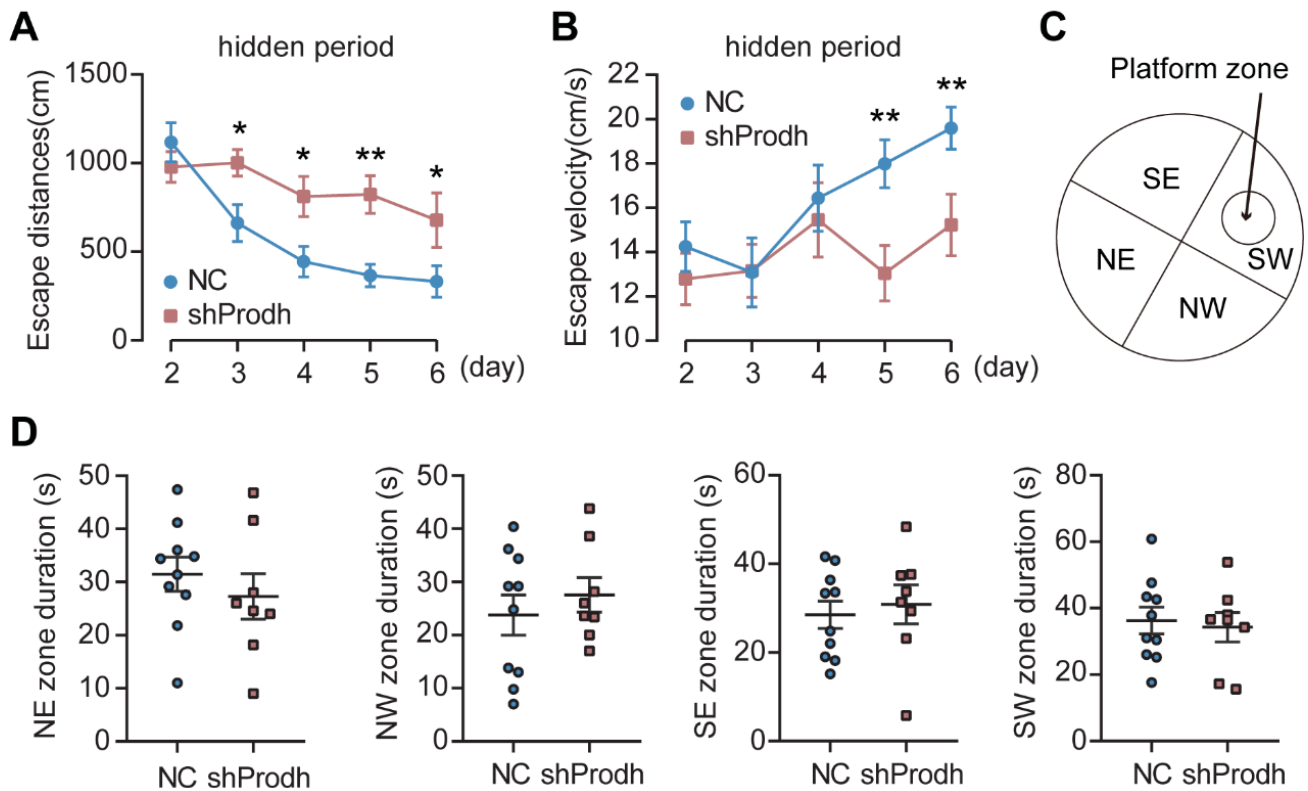 A
hidden period
Escape distances(cm)
1500
1000
500
0
*
*
**
*
NC
shProdh
2 3 4 5 6 (day)
B
hidden period
Escape velocity(cm/s)
22
20
18
16
14
12
10
NC
shProdh
**
**
2 3 4 5 6 (day)
C
Platform zone
SE
NE
SW
NW
D
NE zone duration (s)
50
40
30
20
10
0
NC shProdh
NW zone duration (s)
50
40
30
20
10
0
NC shProdh
SE zone duration (s)
60
40
20
0
NC shProdh
SW zone duration (s)
80
60
40
20
0
NC shProdh